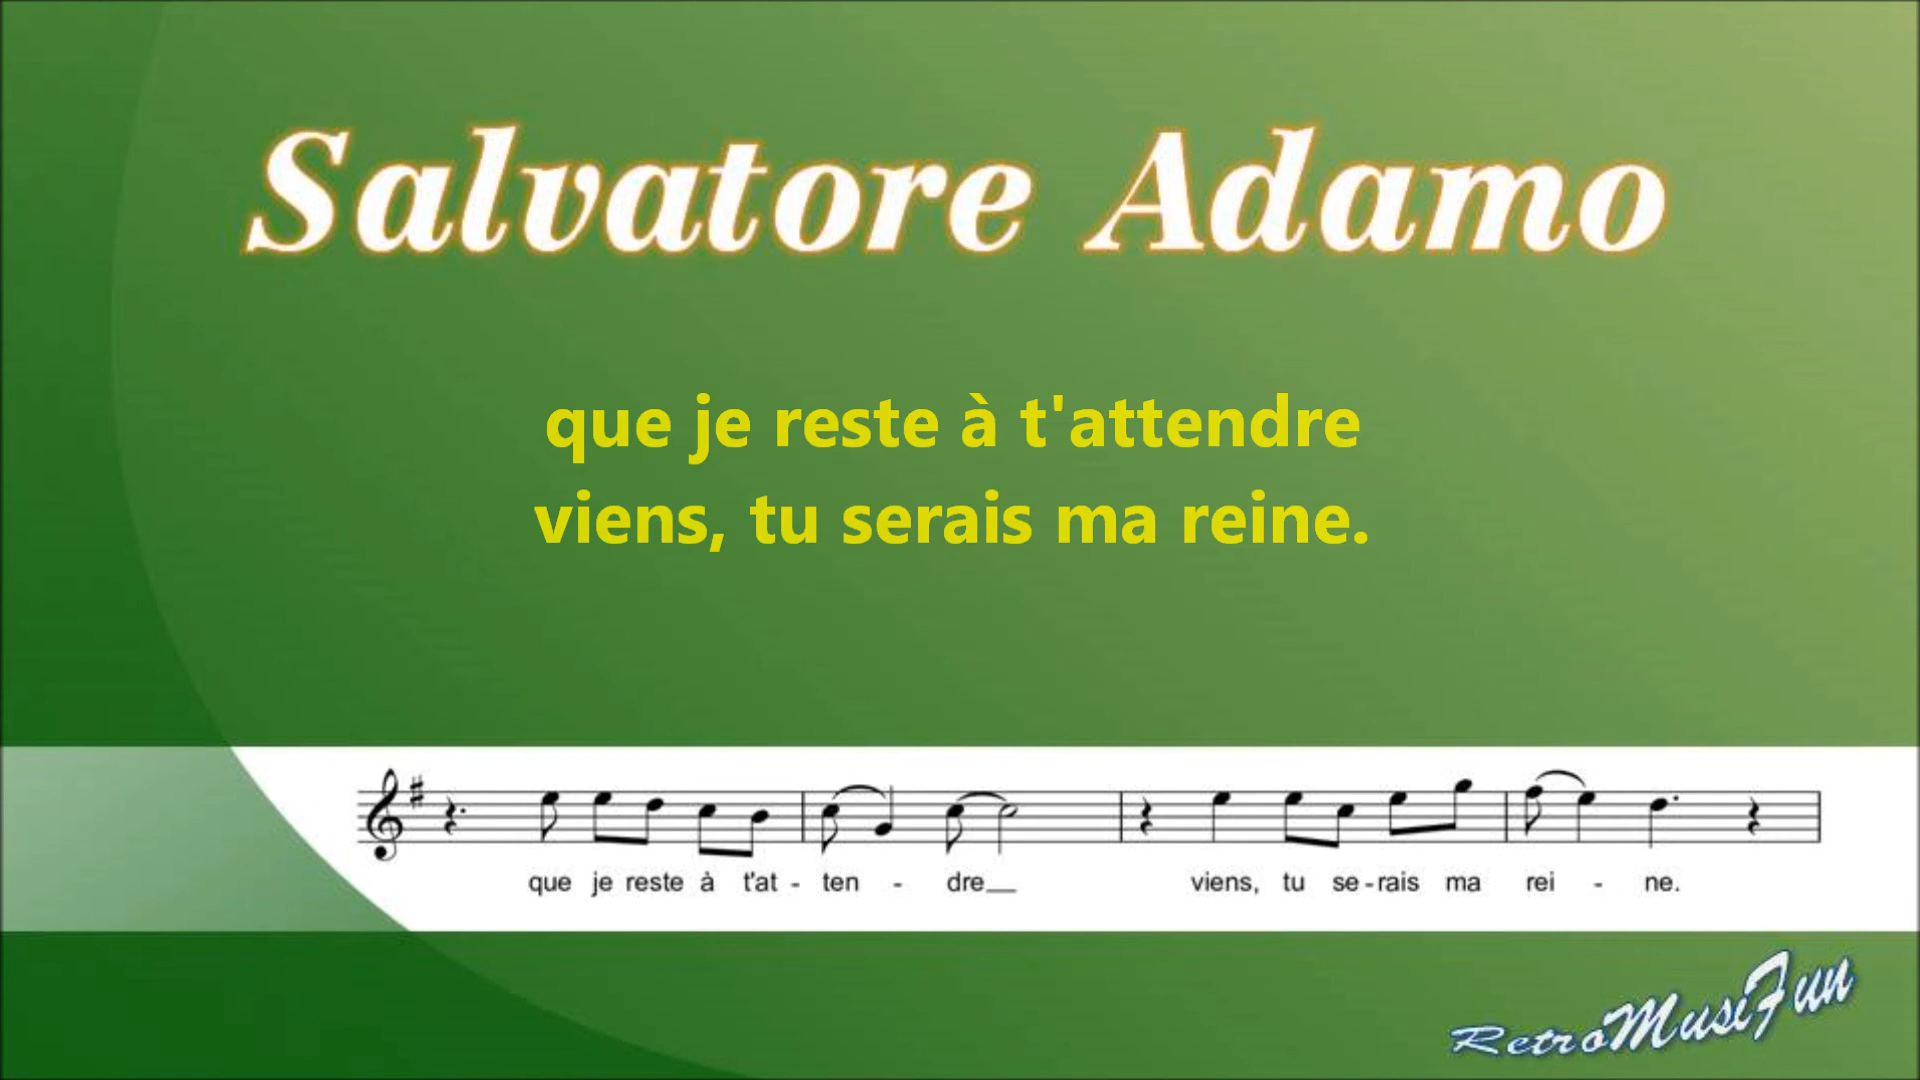 Salvatore Adamo
que je reste à t'attendre
viens, tu serais ma reine.
que je reste à t'at - ten - dre__ viens, tu se - rais ma rei - ne.
RetroMusiFun